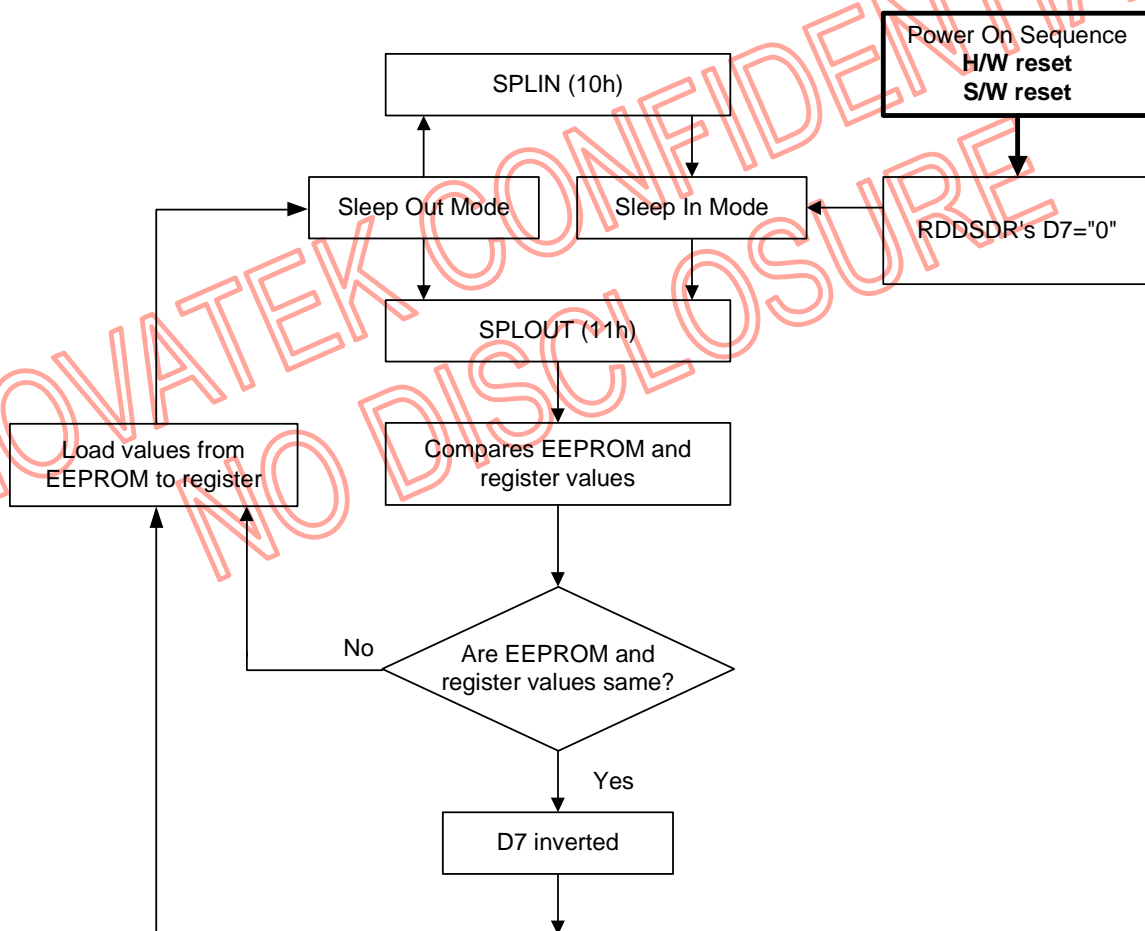 Power On Sequence
H/W reset
S/W reset
SPLIN (10h)
Sleep Out Mode
Sleep In Mode
RDDSDR's D7="0"
SPLOUT (11h)
Load values from
EEPROM to register
Compares EEPROM and
register values
No
Are EEPROM and
register values same?
Yes
D7 inverted
NOVATEK CONFIDENTIAL
NO DISCLOSURE